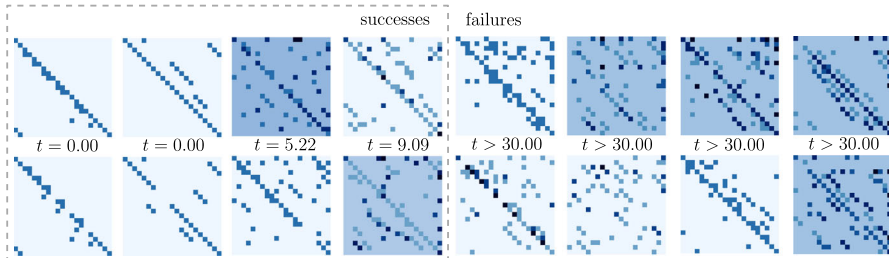 successes
failures
t = 0.00
t = 0.00
t = 5.22
t = 9.09
t > 30.00
t > 30.00
t > 30.00
t > 30.00